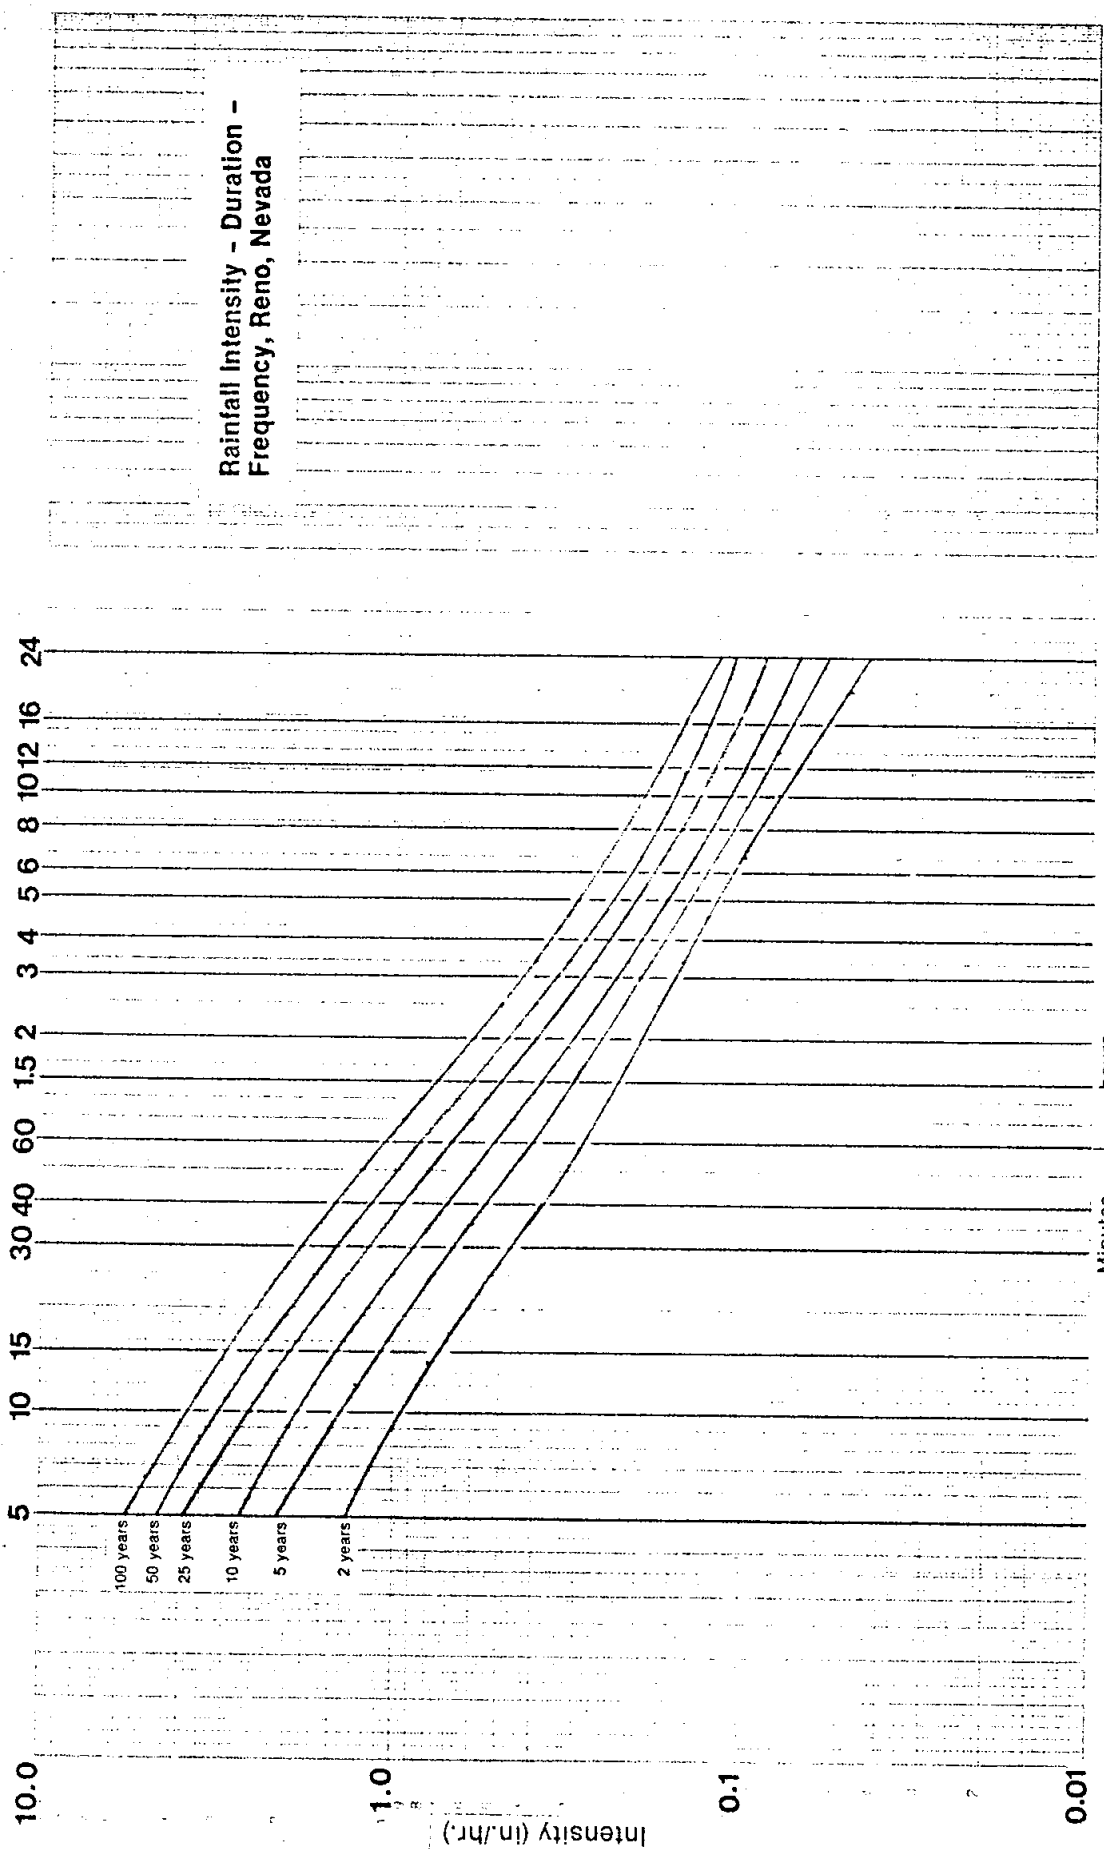 Rainfall Intensity - Duration -
Frequency, Reno, Nevada
5 10 15 30 40 60 1.5 2 3 4 5 6 8 10 12 16 24
100 years
50 years
25 years
10 years
5 years
2 years
10.0
1.0
0.1
0.01
Intensity (in./hr.)
Minutes